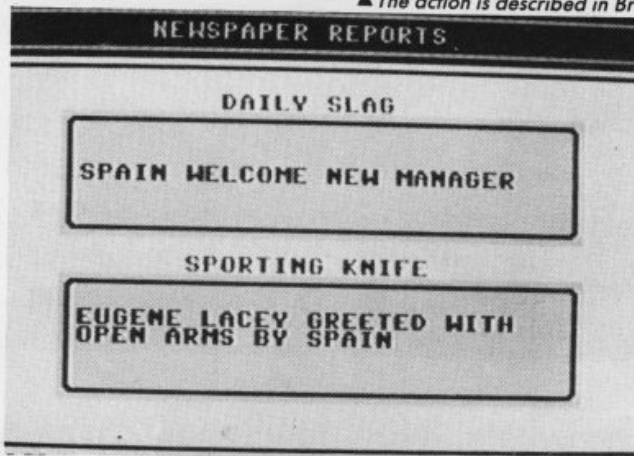 ▲ The action is described in Br
NEWSPAPER REPORTS
DAILY SLAG
SPAIN WELCOME NEW MANAGER
SPORTING KNIFE
EUGENE LACEY GREETED WITH
OPEN ARMS BY SPAIN